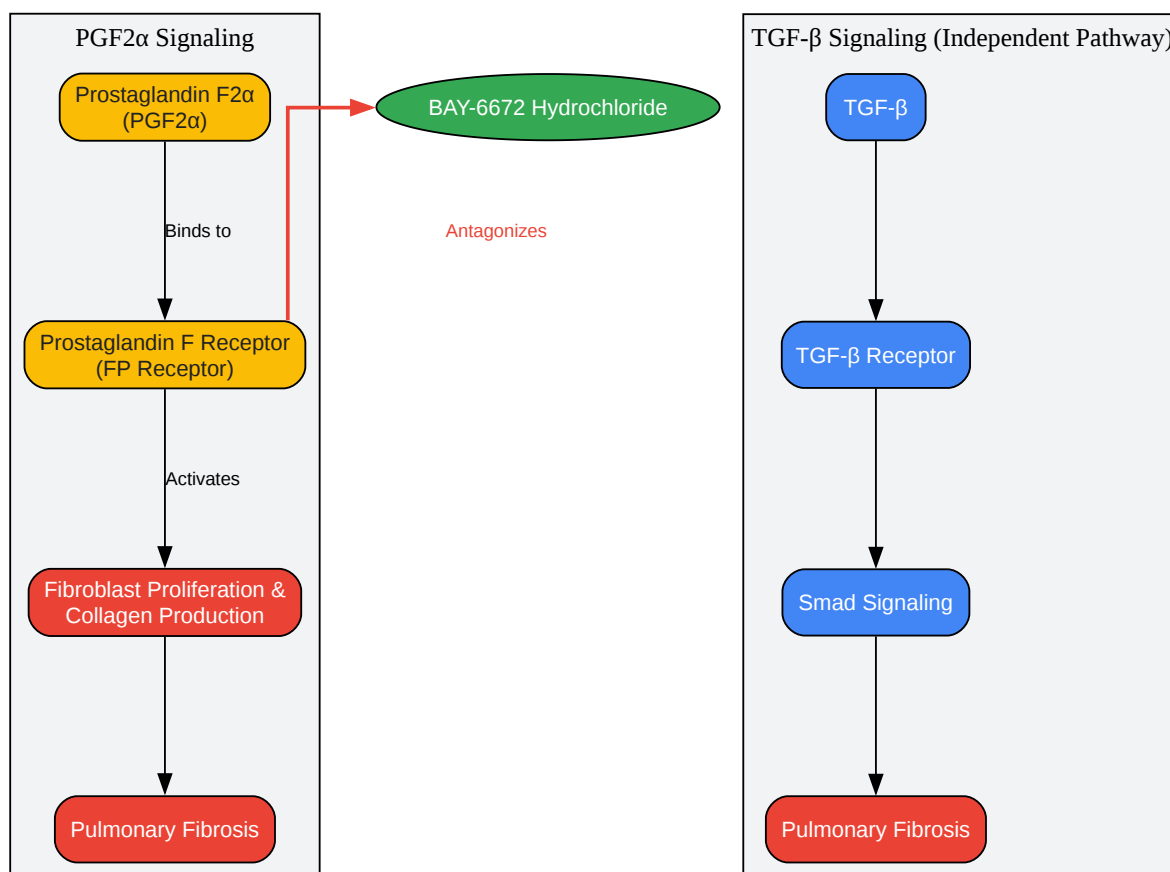 PGF2α Signaling
Prostaglandin F2α
(PGF2α)
Binds to
Prostaglandin F Receptor
(FP Receptor)
Activates
Fibroblast Proliferation &
Collagen Production
Pulmonary Fibrosis
BAY-6672 Hydrochloride
Antagonizes
TGF-β Signaling (Independent Pathway)
TGF-β
TGF-β Receptor
Smad Signaling
Pulmonary Fibrosis